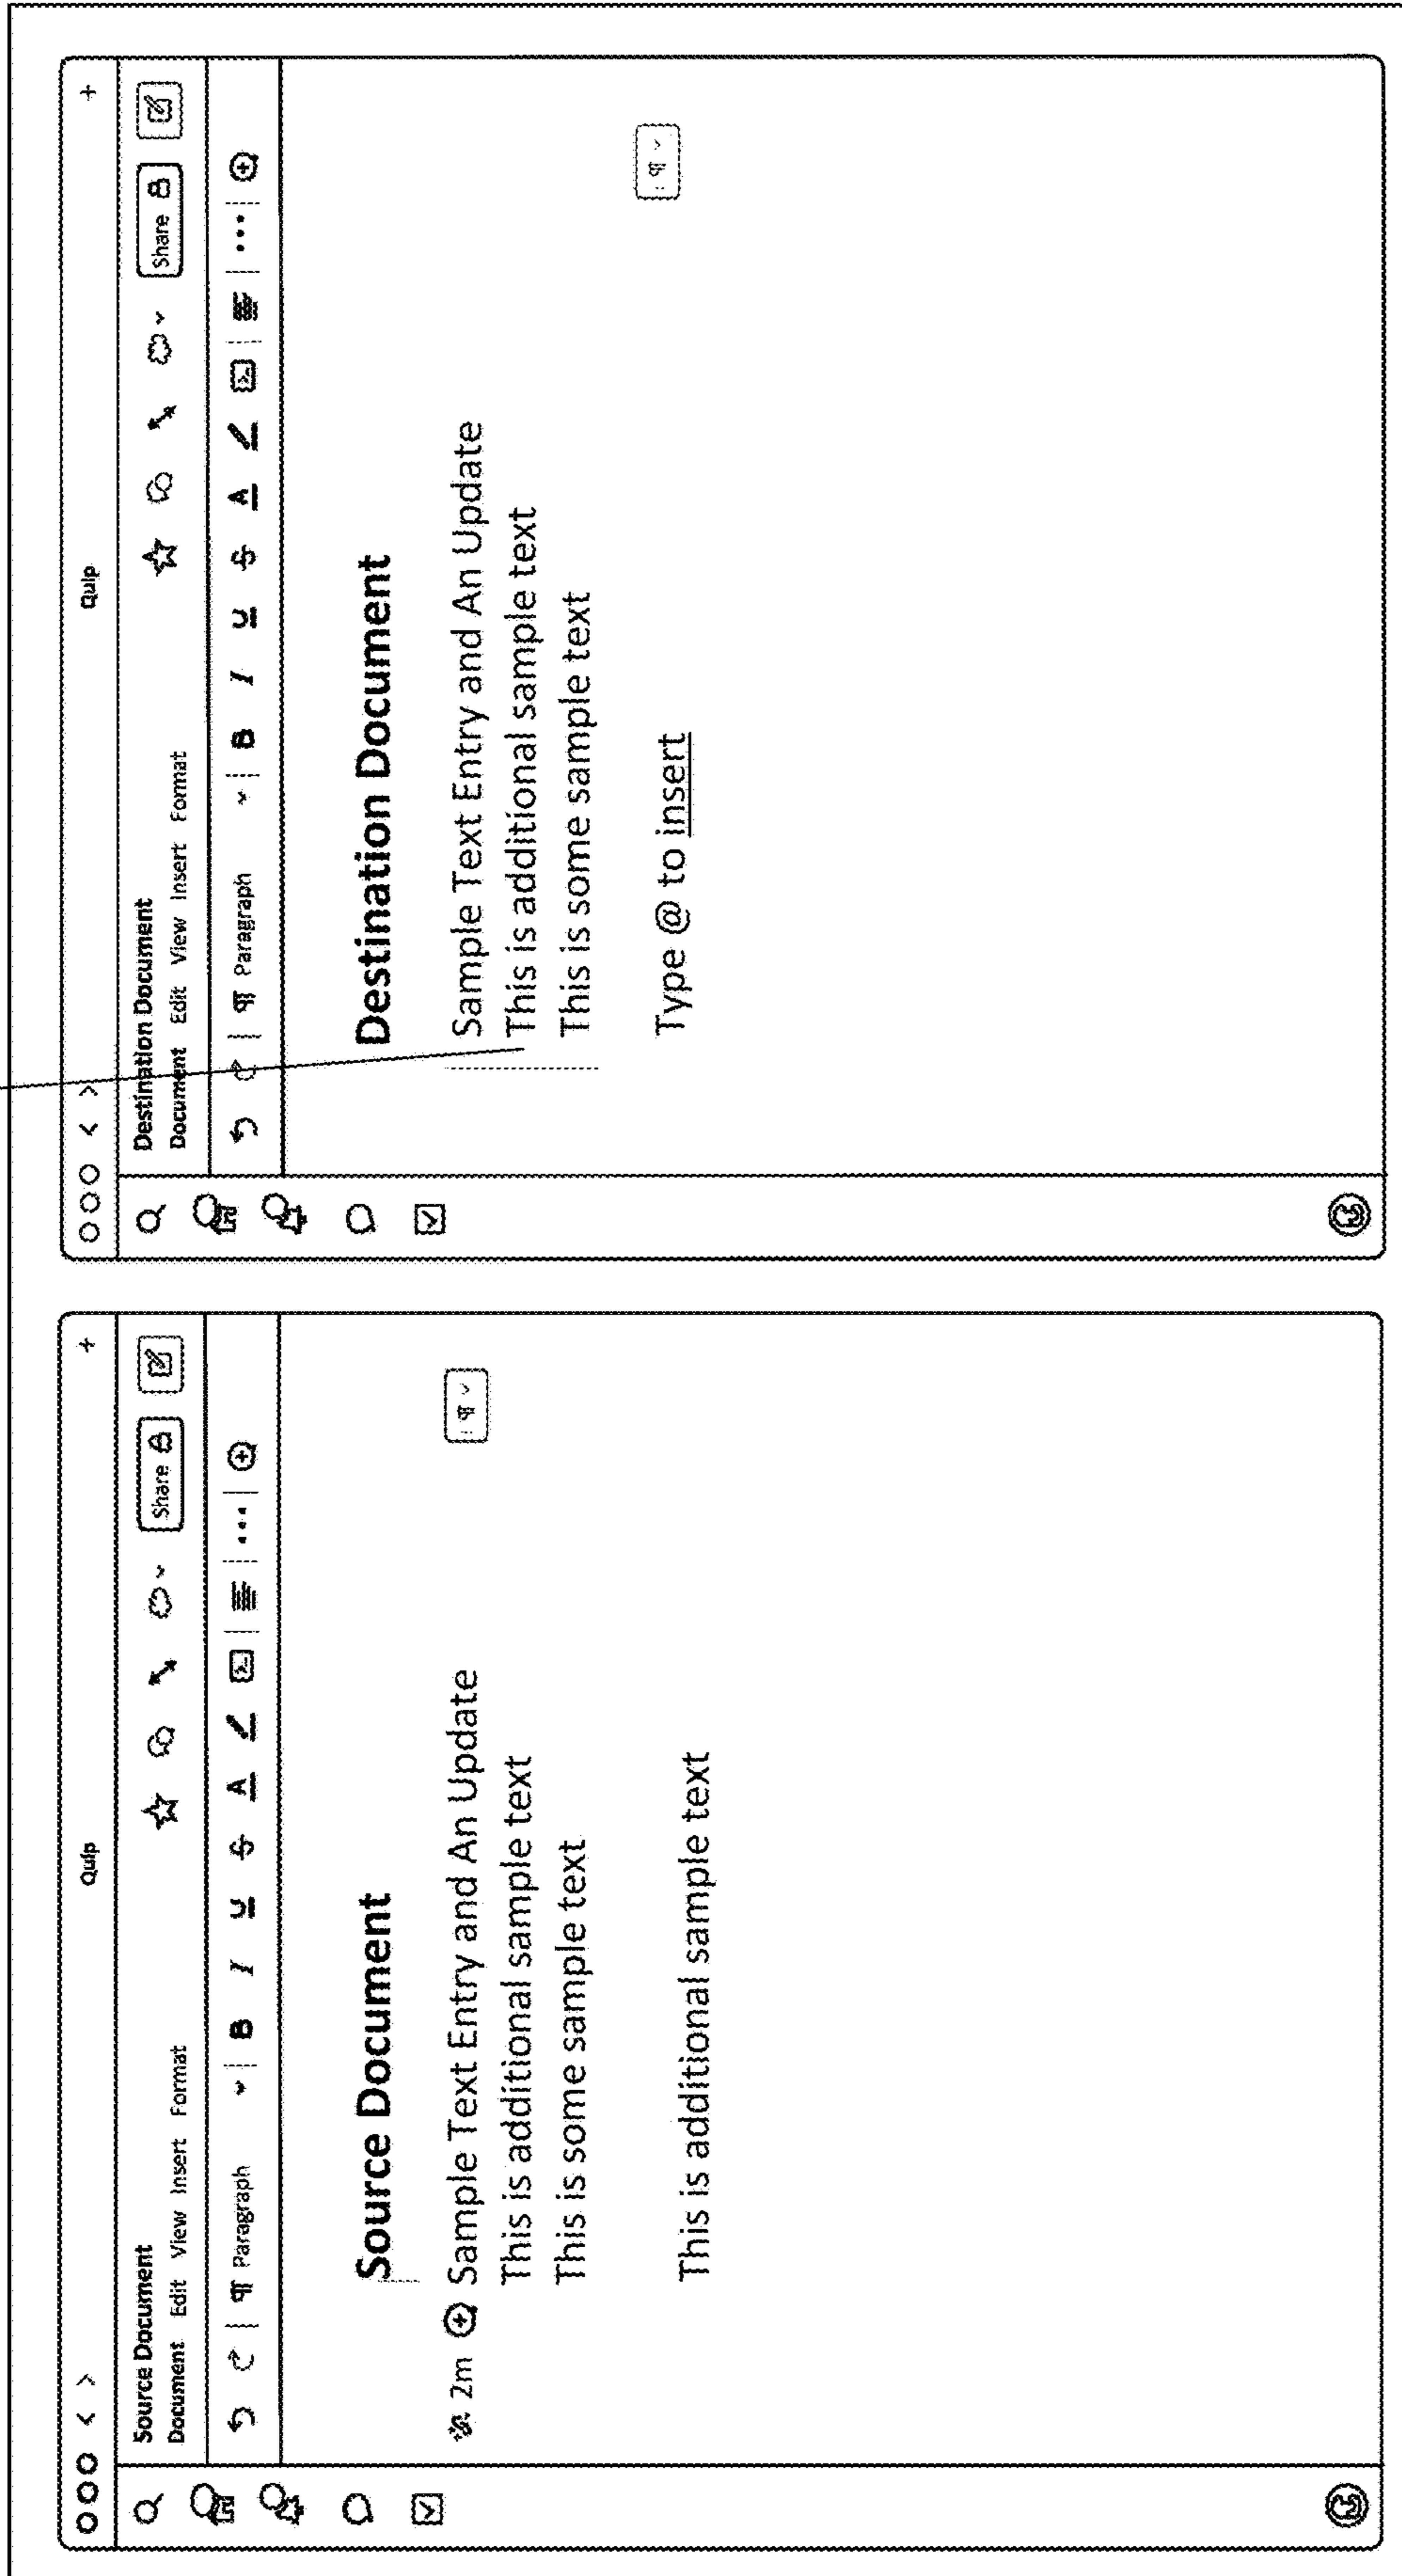 Quip
+
Source Document
Document Edit View Insert Format
Share
¶ Paragraph
B I U S A
...
Source Document
2m
Sample Text Entry and An Update
This is additional sample text
This is some sample text
¶
This is additional sample text
Quip
+
Destination Document
Document Edit View Insert Format
Share
¶ Paragraph
B I U S A
...
Destination Document
Sample Text Entry and An Update
This is additional sample text
This is some sample text
Type @ to insert
¶